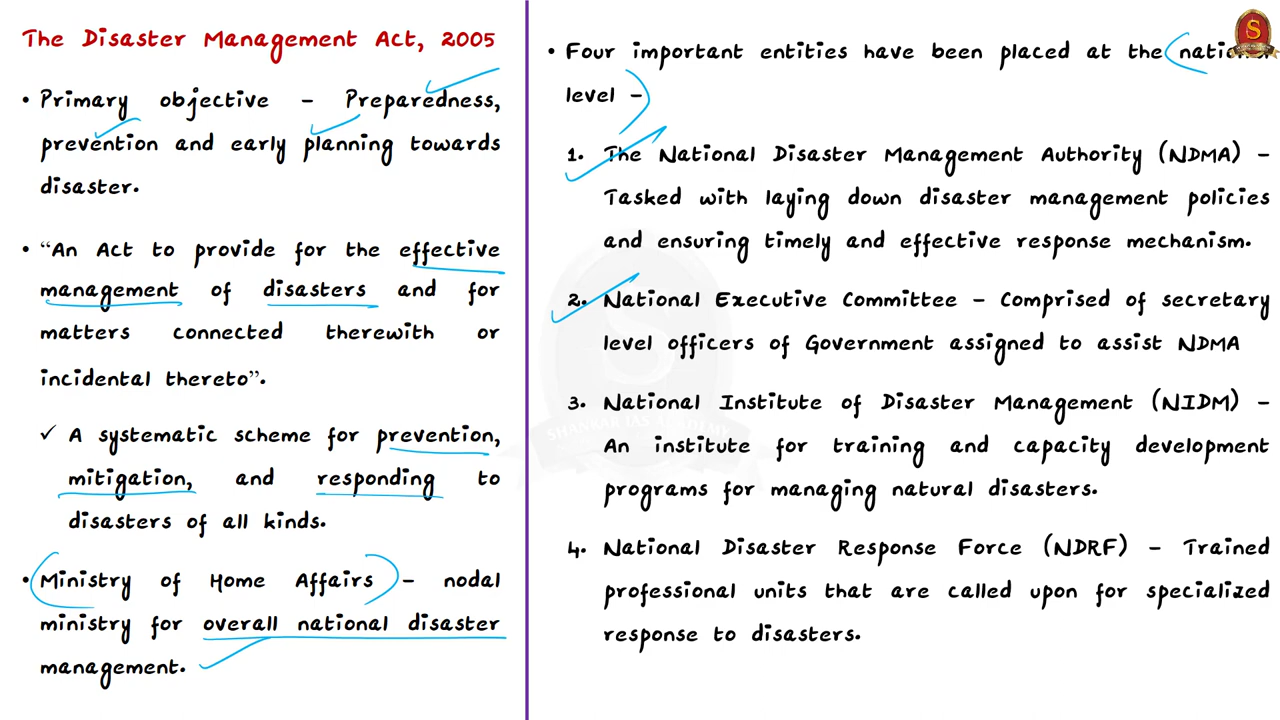 The Disaster Management Act, 2005
• Primary objective – Preparedness,
prevention and early planning towards
disaster.
• “An Act to provide for the effective
management of disasters and for
matters connected therewith or
incidental thereto”.
✓ A systematic scheme for prevention,
mitigation, and responding to
disasters of all kinds.
• Ministry of Home Affairs – nodal
ministry for overall national disaster
management.
• Four important entities have been placed at the national
level –
1. The National Disaster Management Authority (NDMA) –
Tasked with laying down disaster management policies
and ensuring timely and effective response mechanism.
2. National Executive Committee – Comprised of secretary
level officers of Government assigned to assist NDMA
3. National Institute of Disaster Management (NIDM) –
An institute for training and capacity development
programs for managing natural disasters.
4. National Disaster Response Force (NDRF) – Trained
professional units that are called upon for specialized
response to disasters.
S
SHANKAR IAS ACADEMY